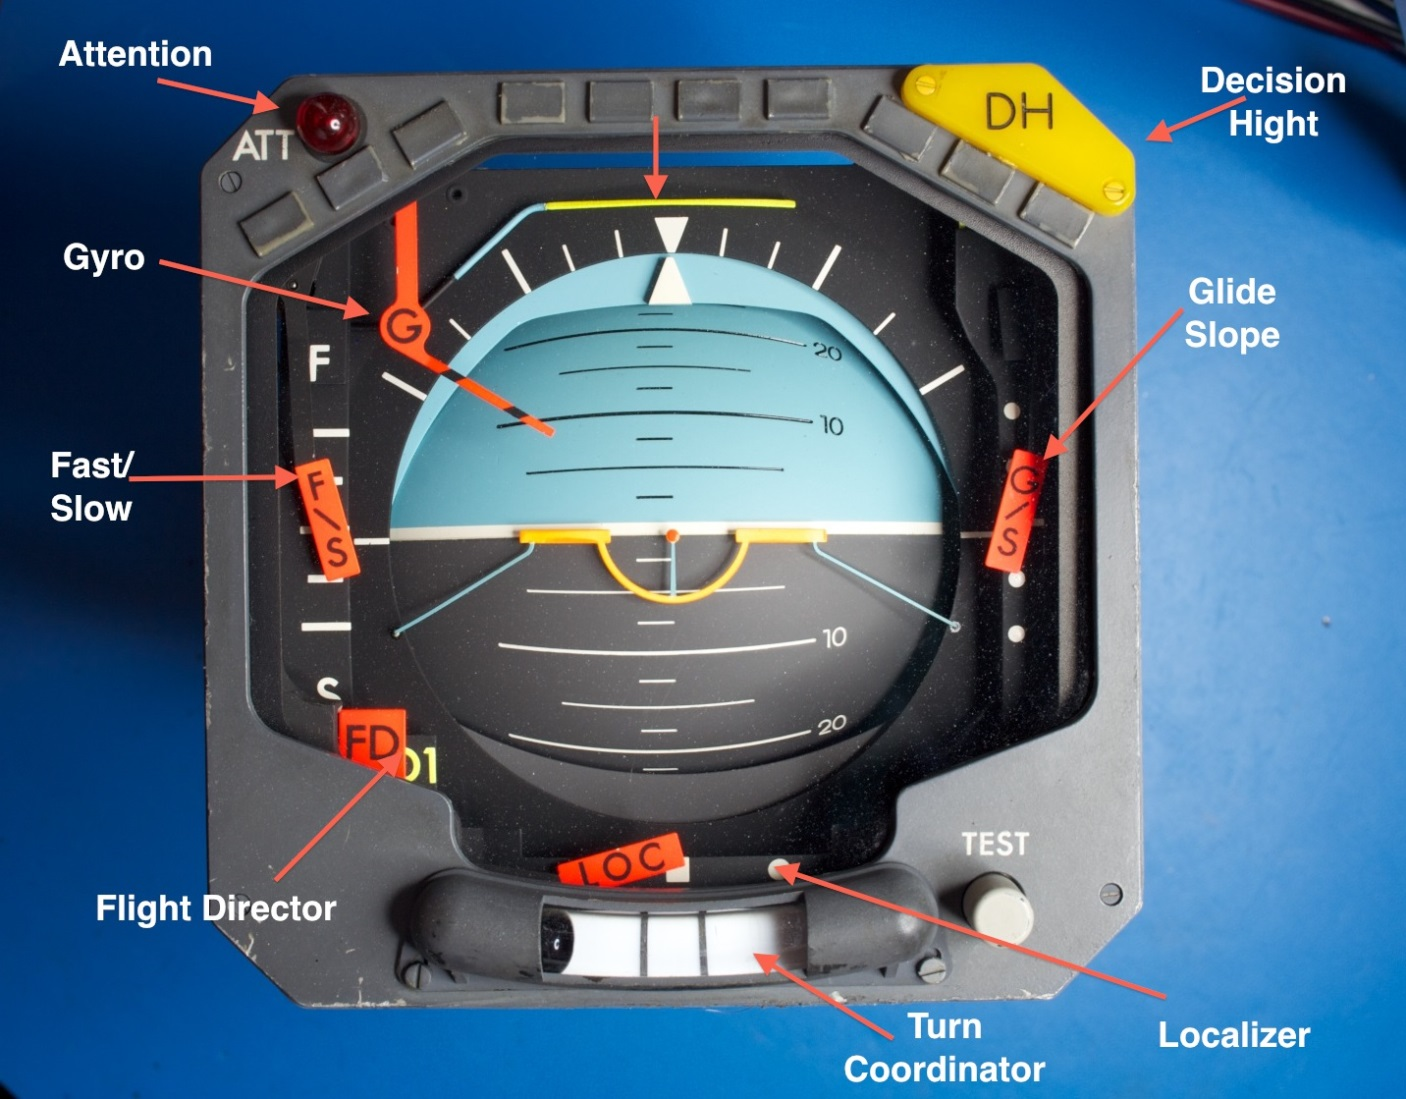 Attention
ATT
DH
Decision
Hight
Gyro
G
F
20
10
Glide
Slope
Fast/
Slow
F/S
G/S
10
20
S
FD
D1
LOC
TEST
Flight Director
Turn
Coordinator
Localizer